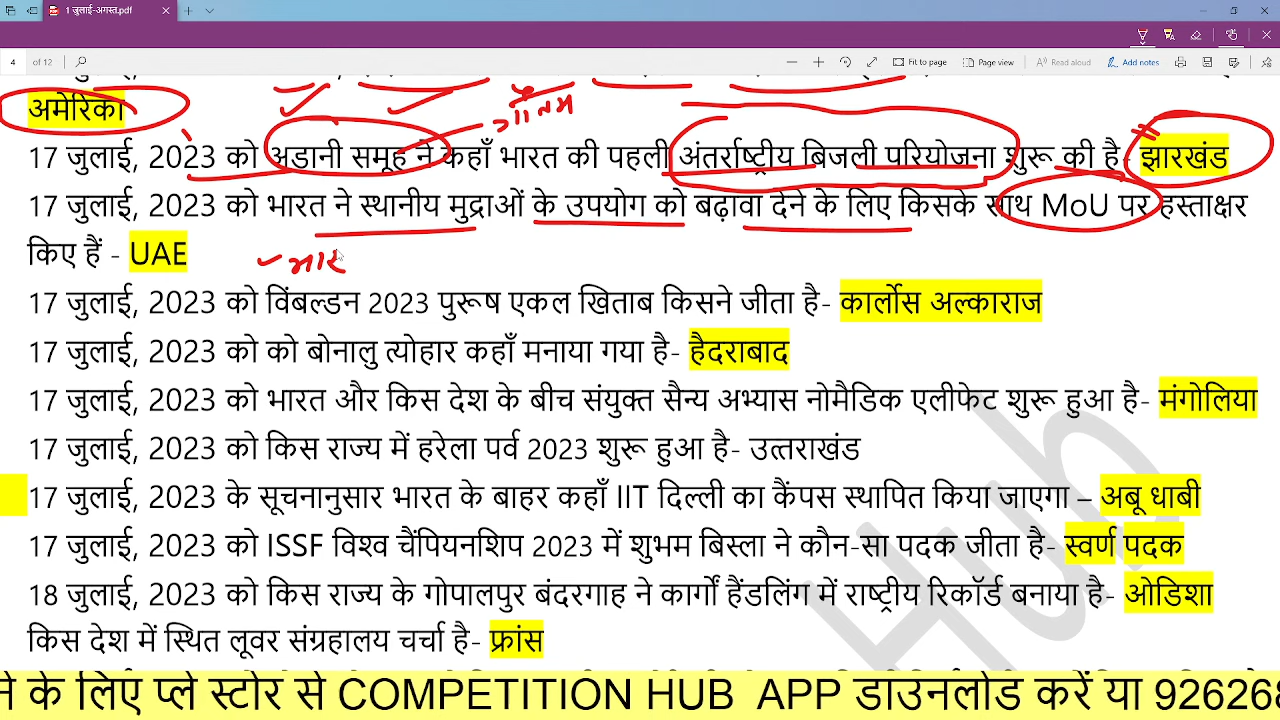 1 जुलाई-अगस्त.pdf
4 of 12 Fit to page Page view Read aloud Add notes
अमेरिका
17 जुलाई, 2023 को अडानी समूह ने कहाँ भारत की पहली अंतर्राष्ट्रीय बिजली परियोजना शुरू की है- झारखंड
17 जुलाई, 2023 को भारत ने स्थानीय मुद्राओं के उपयोग को बढ़ावा देने के लिए किसके साथ MoU पर हस्ताक्षर
किए हैं - UAE
भार
17 जुलाई, 2023 को विंबल्डन 2023 पुरूष एकल खिताब किसने जीता है- कार्लोस अल्काराज
17 जुलाई, 2023 को को बोनालु त्योहार कहाँ मनाया गया है- हैदराबाद
17 जुलाई, 2023 को भारत और किस देश के बीच संयुक्त सैन्य अभ्यास नोमैडिक एलीफेट शुरू हुआ है- मंगोलिया
17 जुलाई, 2023 को किस राज्य में हरेला पर्व 2023 शुरू हुआ है- उत्तराखंड
17 जुलाई, 2023 के सूचनानुसार भारत के बाहर कहाँ IIT दिल्ली का कैंपस स्थापित किया जाएगा – अबू धाबी
17 जुलाई, 2023 को ISSF विश्व चैंपियनशिप 2023 में शुभम बिस्ला ने कौन-सा पदक जीता है- स्वर्ण पदक
18 जुलाई, 2023 को किस राज्य के गोपालपुर बंदरगाह ने कार्गो हैंडलिंग में राष्ट्रीय रिकॉर्ड बनाया है- ओडिशा
किस देश में स्थित लूवर संग्रहालय चर्चा है- फ्रांस
Hub
ने के लिए प्ले स्टोर से COMPETITION HUB APP डाउनलोड करें या 92626